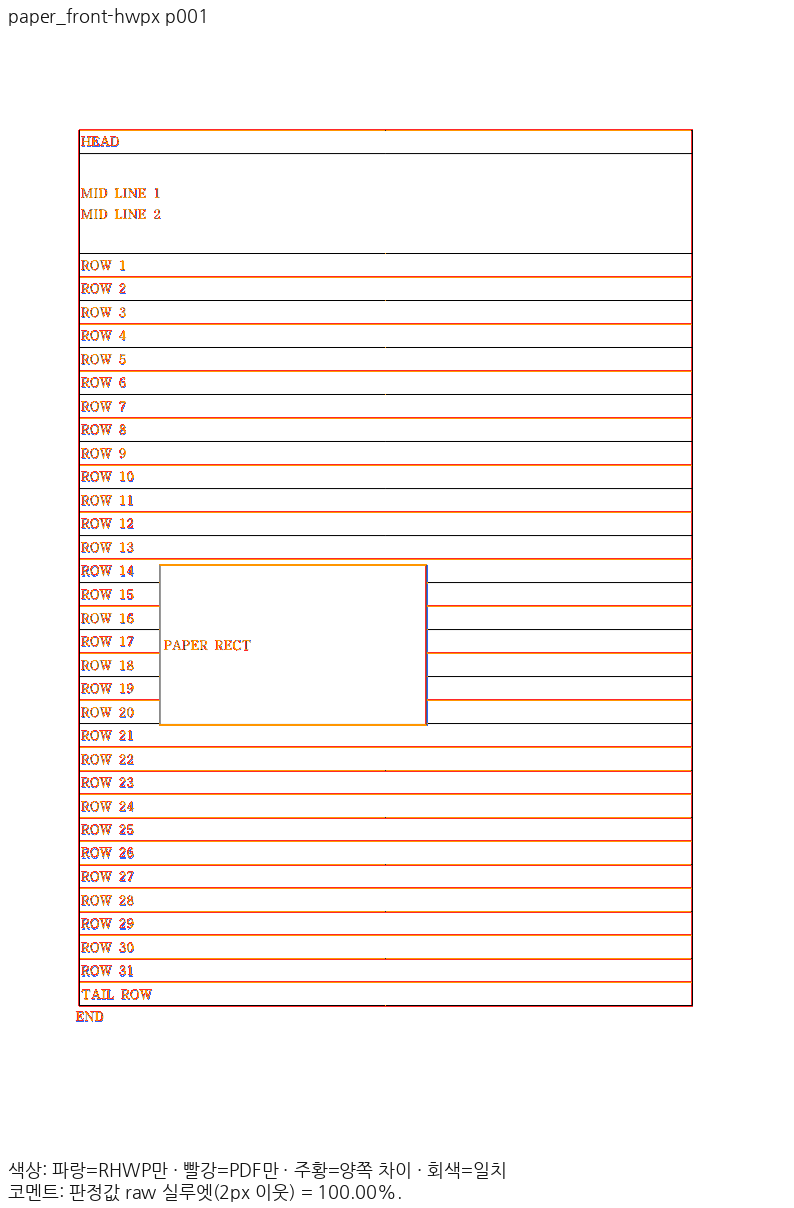 paper_front-hwpx p001
HEAD
MID LINE 1
MID LINE 2
ROW 1
ROW 2
ROW 3
ROW 4
ROW 5
ROW 6
ROW 7
ROW 8
ROW 9
ROW 10
ROW 11
ROW 12
ROW 13
ROW 14
ROW 15
ROW 16
ROW 17
PAPER RECT
ROW 18
ROW 19
ROW 20
ROW 21
ROW 22
ROW 23
ROW 24
ROW 25
ROW 26
ROW 27
ROW 28
ROW 29
ROW 30
ROW 31
TAIL ROW
END
색상: 파랑=RHWP만 · 빨강=PDF만 · 주황=양쪽 차이 · 회색=일치
코멘트: 판정값 raw 실루엣(2px 이웃) = 100.00%.